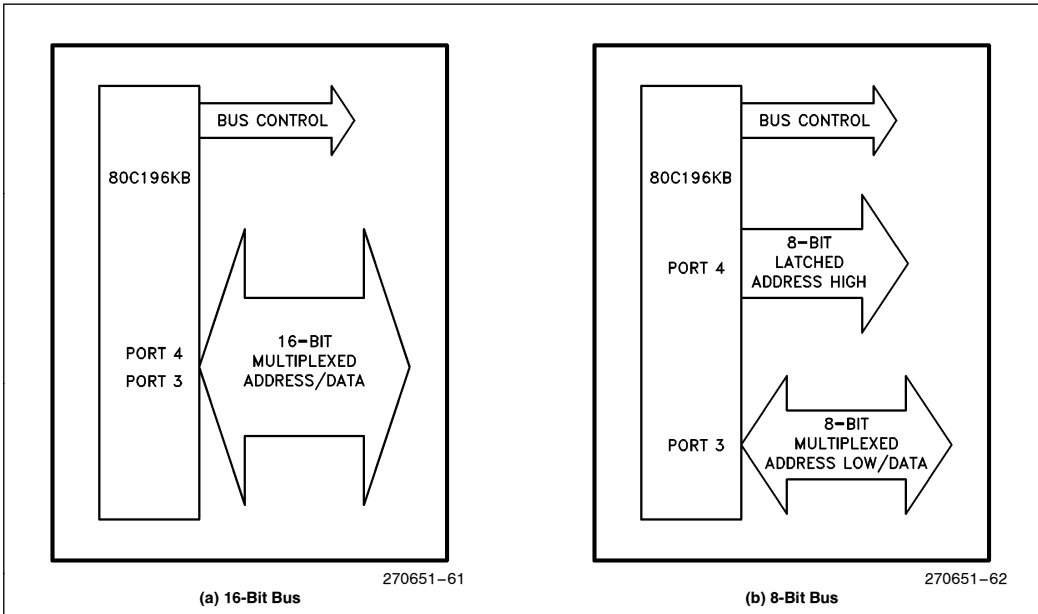 BUS CONTROL
80C196KB
PORT 4
PORT 3
16-BIT
MULTIPLEXED
ADDRESS/DATA
270651-61
(a) 16-Bit Bus
BUS CONTROL
80C196KB
8-BIT
LATCHED
ADDRESS HIGH
PORT 4
8-BIT
MULTIPLEXED
ADDRESS LOW/DATA
PORT 3
270651-62
(b) 8-Bit Bus